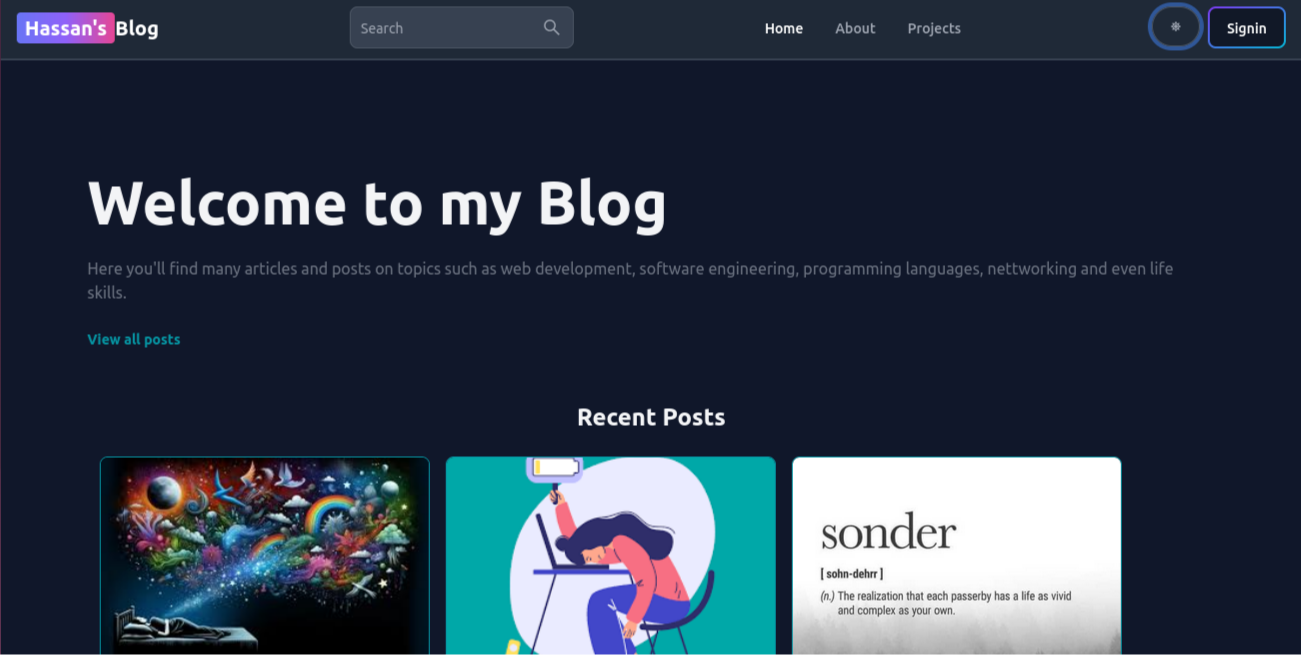 Hassan's Blog
Search
Home
About
Projects
Signin
Welcome to my Blog
Here you'll find many articles and posts on topics such as web development, software engineering, programming languages, nettworking and even life
skills.
View all posts
Recent Posts
sonder
[ sohn-dehrr ]
(n.) The realization that each passerby has a life as vivid
and complex as your own.